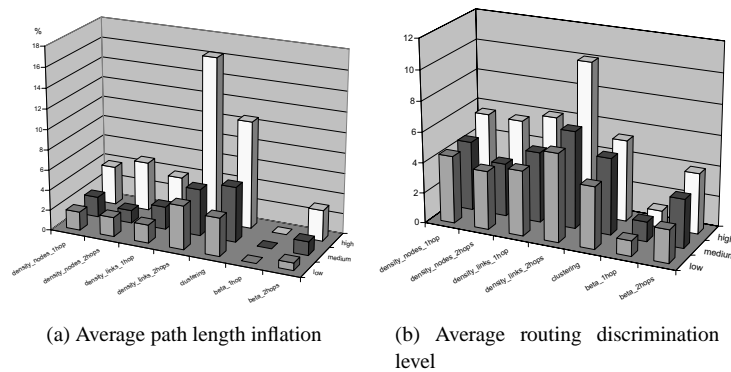 %
18
16
14
12
10
8
6
4
2
0
density_nodes_1hop
density_nodes_2hops
density_links_1hop
density_links_2hops
clustering
beta_1hop
beta_2hops
low
medium
high
12
10
8
6
4
2
0
density_nodes_1hop
density_nodes_2hops
density_links_1hop
density_links_2hops
clustering
beta_1hop
beta_2hops
low
medium
high
(a) Average path length inflation
(b) Average routing discrimination
level